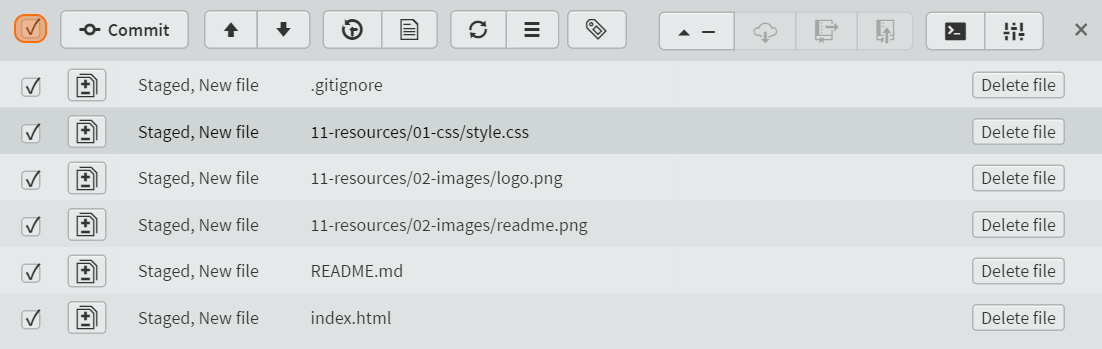 Commit
Staged, New file .gitignore Delete file
Staged, New file 11-resources/01-css/style.css Delete file
Staged, New file 11-resources/02-images/logo.png Delete file
Staged, New file 11-resources/02-images/readme.png Delete file
Staged, New file README.md Delete file
Staged, New file index.html Delete file